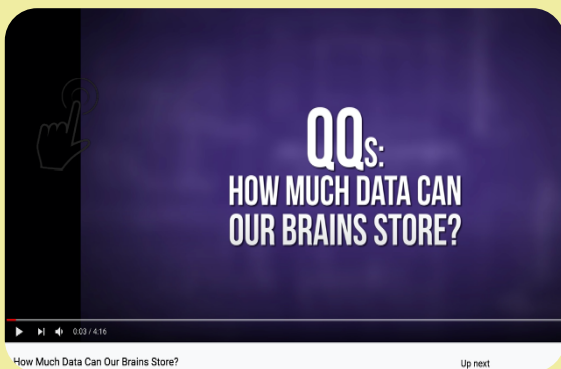 QQs:
HOW MUCH DATA CAN
OUR BRAINS STORE?
0:03 / 4:16
How Much Data Can Our Brains Store?
Up next